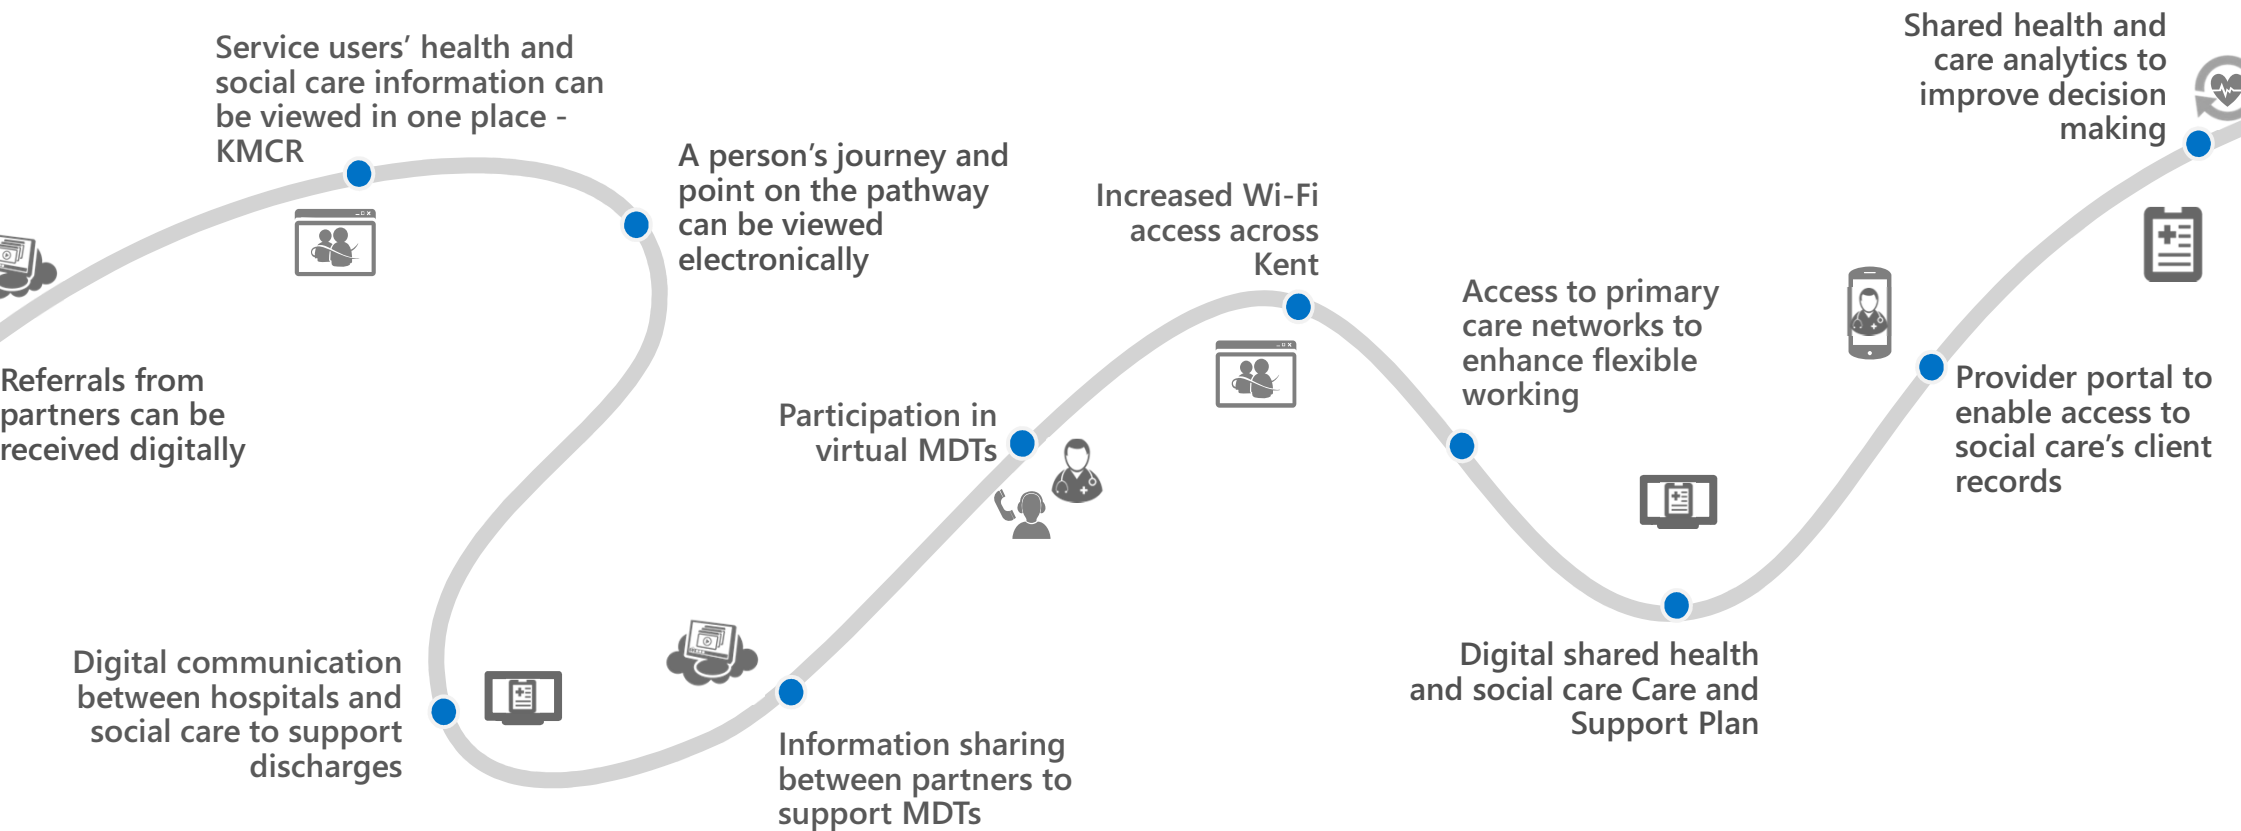 Referrals from
partners can be
received digitally
Service users’ health and
social care information can
be viewed in one place -
KMCR
A person’s journey and
point on the pathway
can be viewed
electronically
Digital communication
between hospitals and
social care to support
discharges
Information sharing
between partners to
support MDTs
Participation in
virtual MDTs
Increased Wi-Fi
access across
Kent
Access to primary
care networks to
enhance flexible
working
Digital shared health
and social care Care and
Support Plan
Provider portal to
enable access to
social care’s client
records
Shared health and
care analytics to
improve decision
making